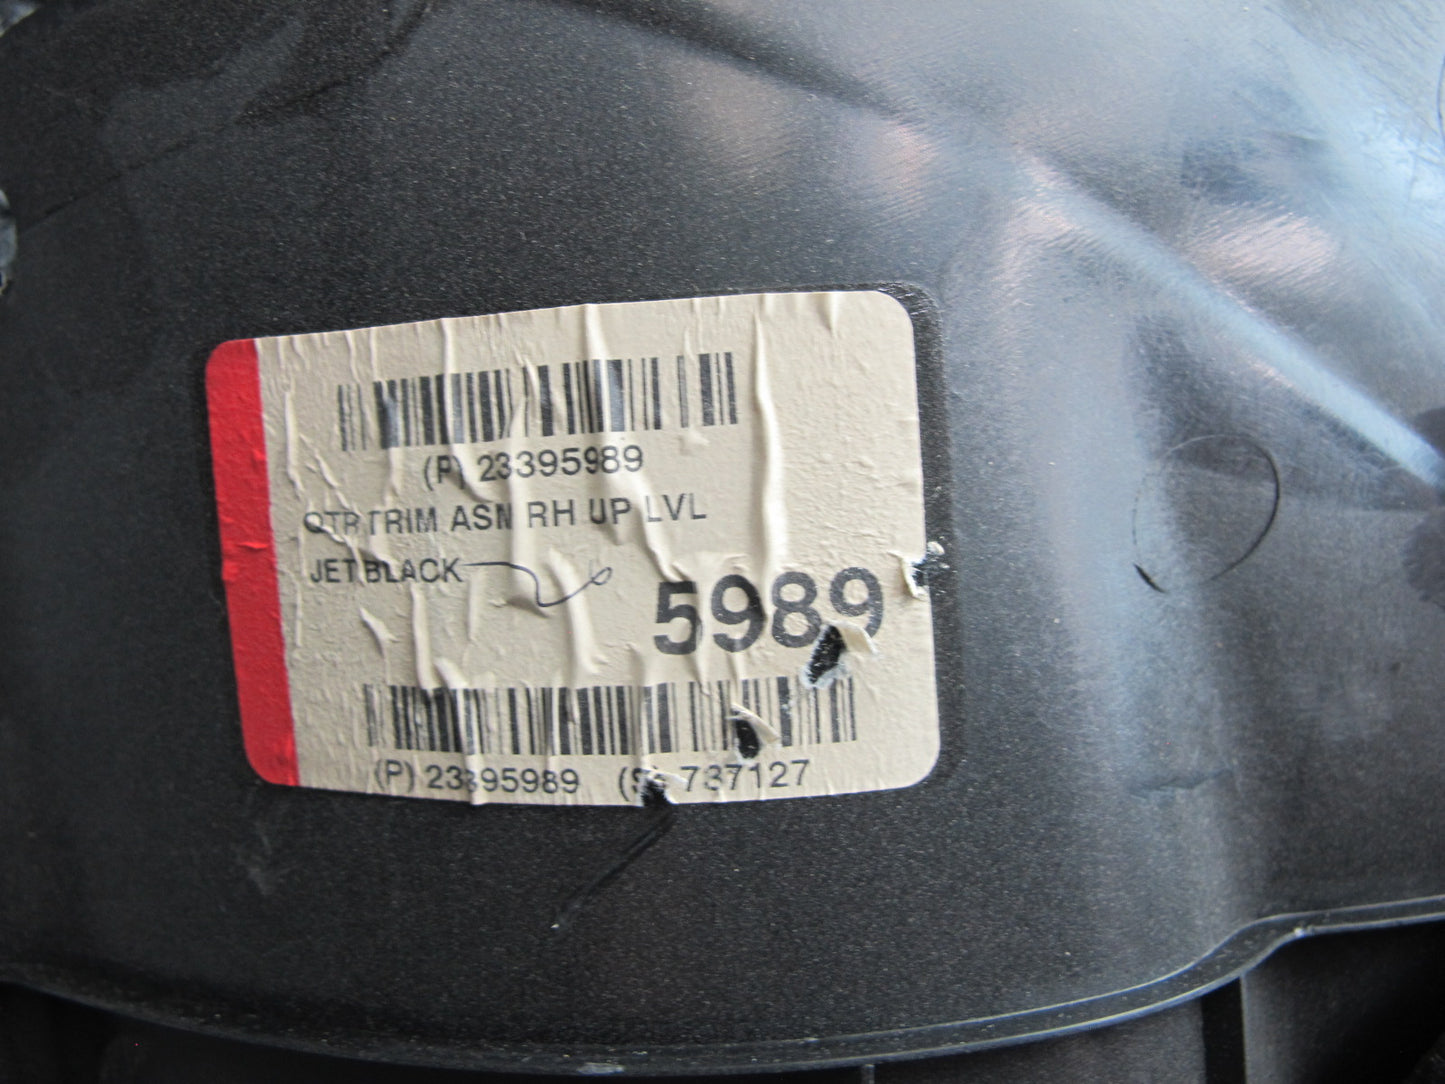 (P) 23395989
QTR TRIM ASM RH UP LVL
JET BLACK
5989
(P) 23395989 (S) 737127